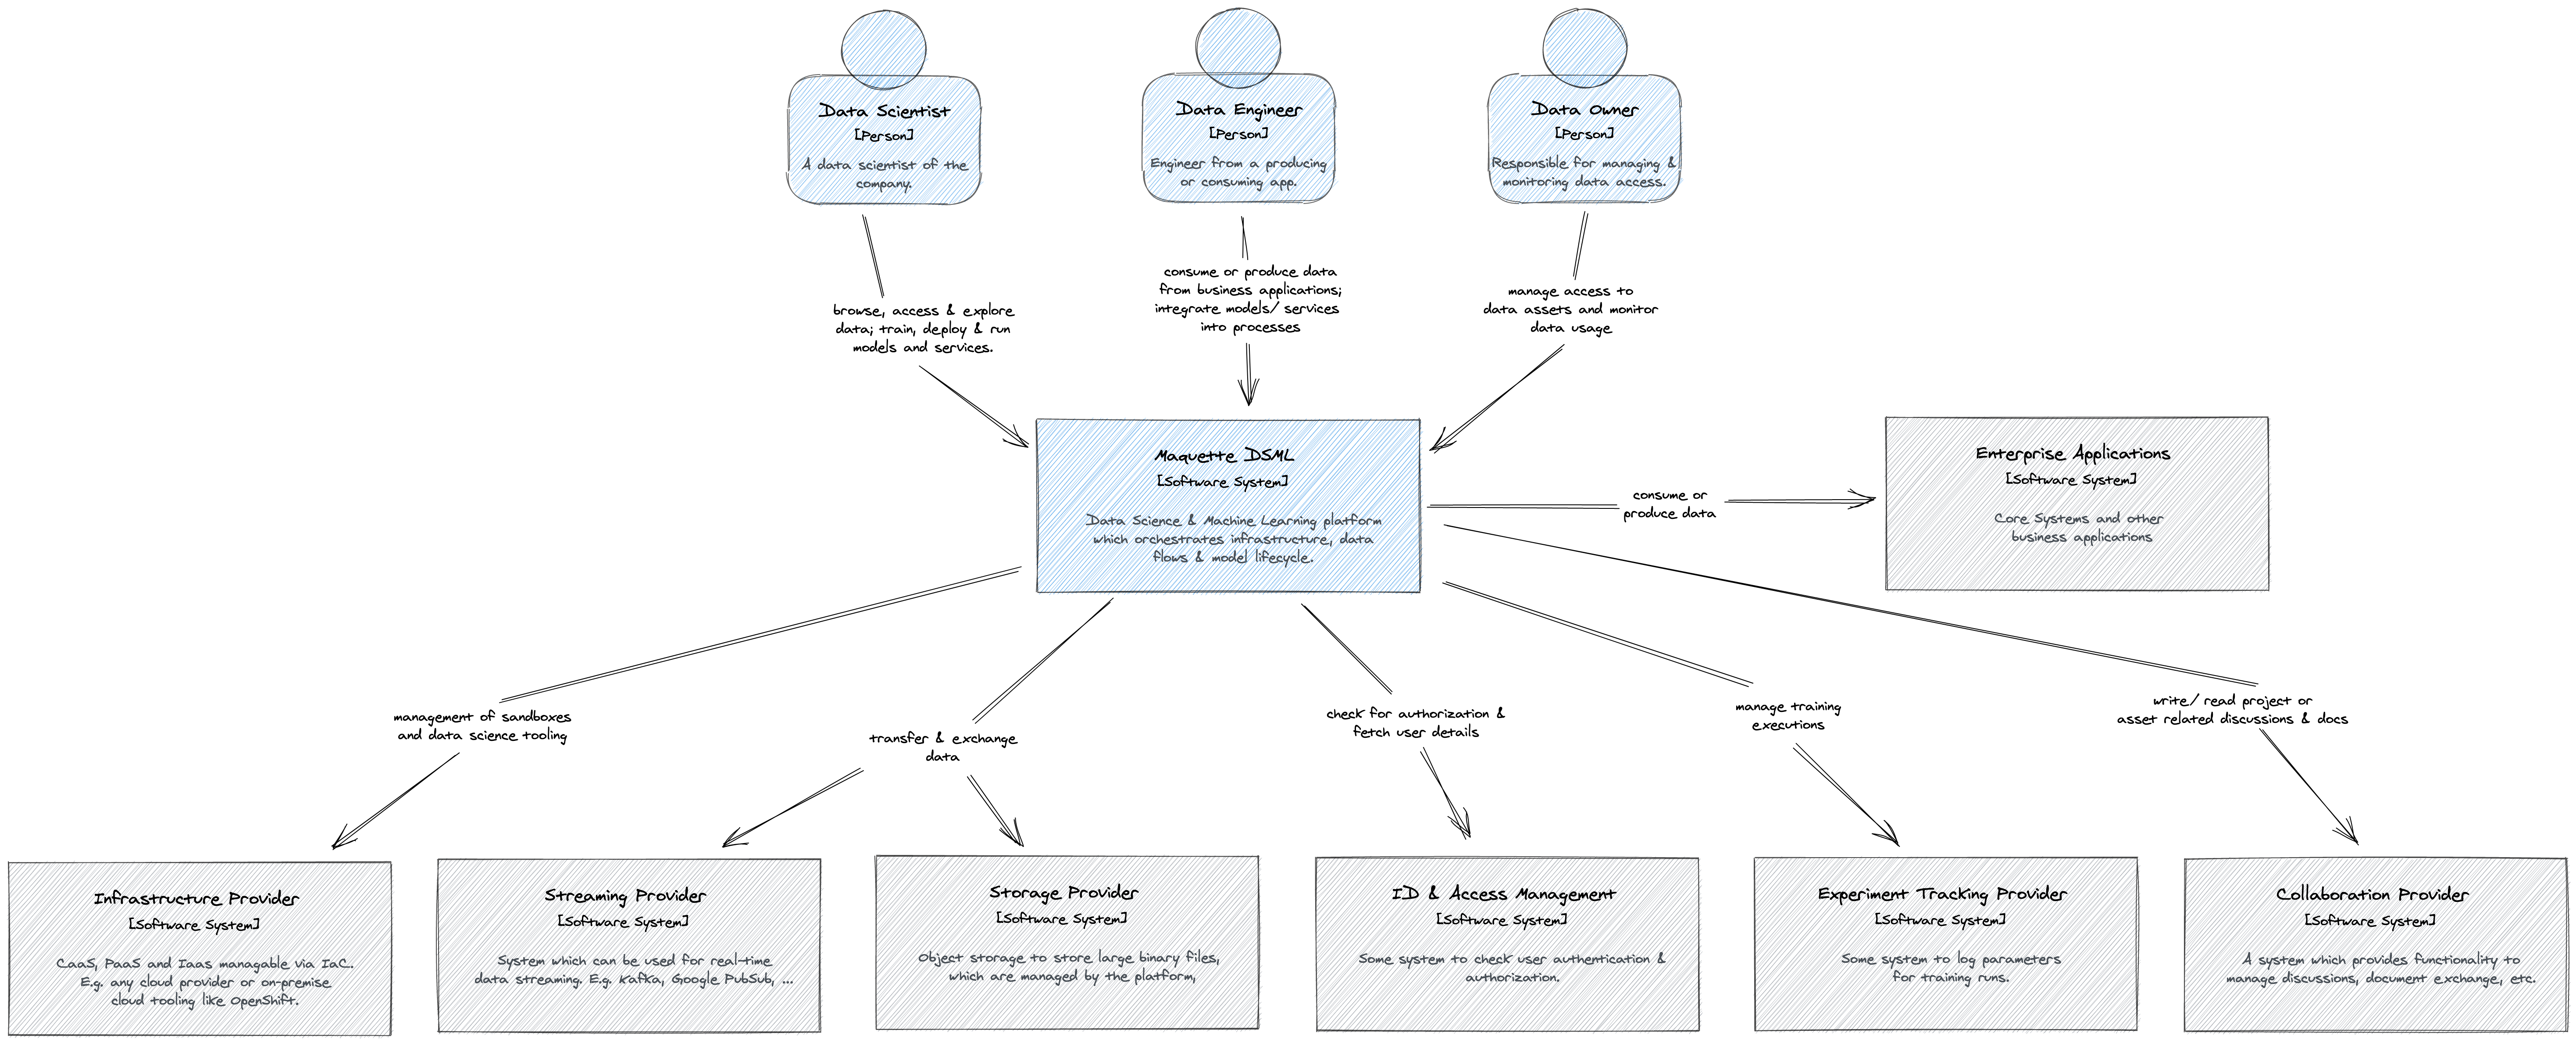 Data Scientist
[Person]
A data scientist of the
company.
Data Engineer
[Person]
Engineer from a producing
or consuming app.
Data Owner
[Person]
Responsible for managing &
monitoring data access.
browse, access & explore
data; train, deploy & run
models and services.
consume or produce data
from business applications;
integrate models/ services
into processes
manage access to
data assets and monitor
data usage
Maquette DSML
[Software System]
Data Science & Machine Learning platform
which orchestrates infrastructure, data
flows & model lifecycle.
consume or
produce data
Enterprise Applications
[Software System]
Core Systems and other
business applications
management of sandboxes
and data science tooling
transfer & exchange
data
check for authorization &
fetch user details
manage training
executions
write/ read project or
asset related discussions & docs
Infrastructure Provider
[Software System]
CaaS, PaaS and Iaas managable via IaC.
E.g. any cloud provider or on-premise
cloud tooling like OpenShift.
Streaming Provider
[Software System]
System which can be used for real-time
data streaming. E.g. Kafka, Google PubSub, ...
Storage Provider
[Software System]
Object storage to store large binary files,
which are managed by the platform,
ID & Access Management
[Software System]
Some system to check user authentication &
authorization.
Experiment Tracking Provider
[Software System]
Some system to log parameters
for training runs.
Collaboration Provider
[Software System]
A system which provides functionality to
manage discussions, document exchange, etc.